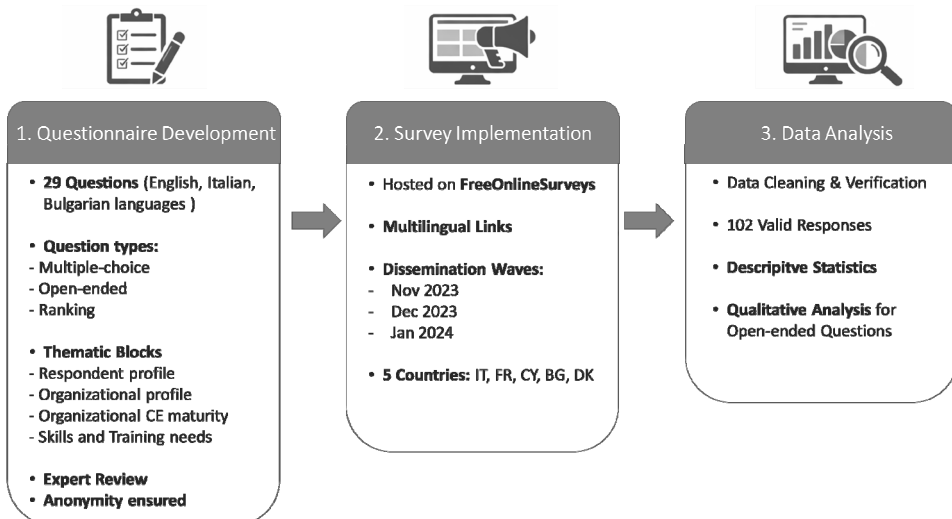 1. Questionnaire Development
• 29 Questions (English, Italian,
Bulgarian languages )
• Question types:
- Multiple-choice
- Open-ended
- Ranking
• Thematic Blocks
- Respondent profile
- Organizational profile
- Organizational CE maturity
- Skills and Training needs
• Expert Review
• Anonymity ensured
2. Survey Implementation
• Hosted on FreeOnlineSurveys
• Multilingual Links
• Dissemination Waves:
- Nov 2023
- Dec 2023
- Jan 2024
• 5 Countries: IT, FR, CY, BG, DK
3. Data Analysis
• Data Cleaning & Verification
• 102 Valid Responses
• Descripitve Statistics
• Qualitative Analysis for
Open-ended Questions